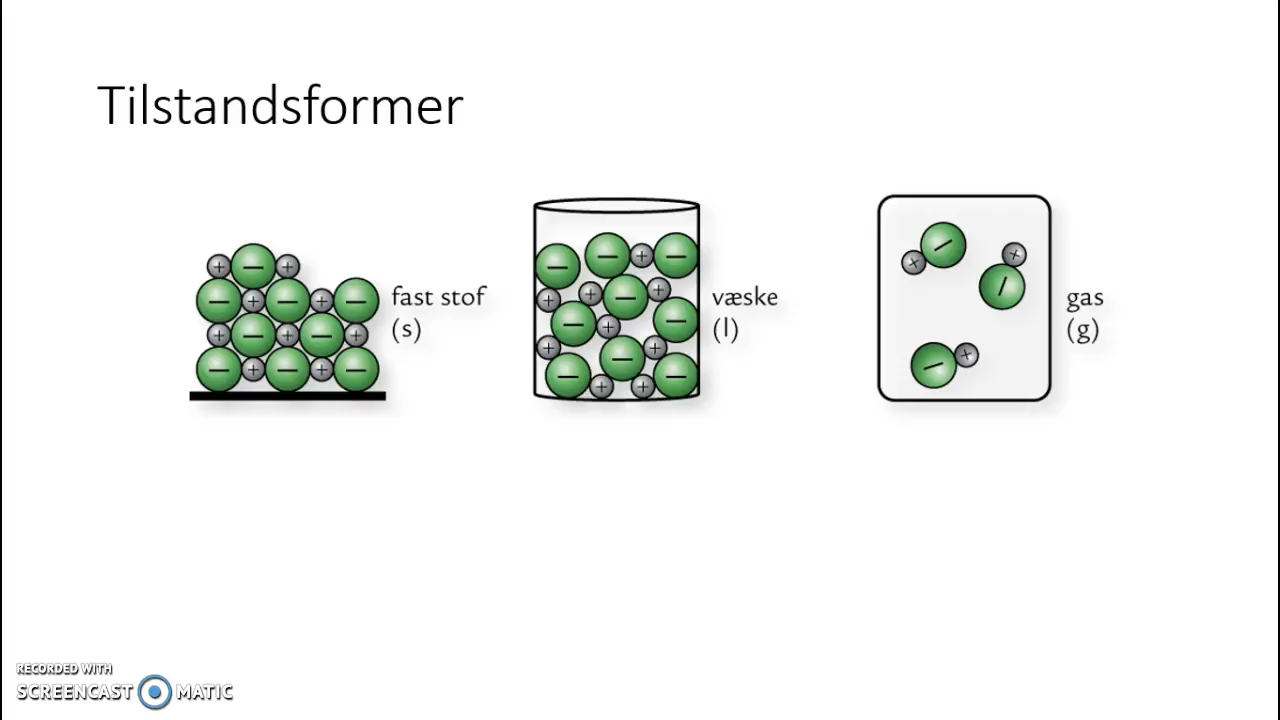 Tilstandsformer
fast stof
(s)
væske
(l)
gas
(g)
RECORDED WITH
SCREENCAST MATIC